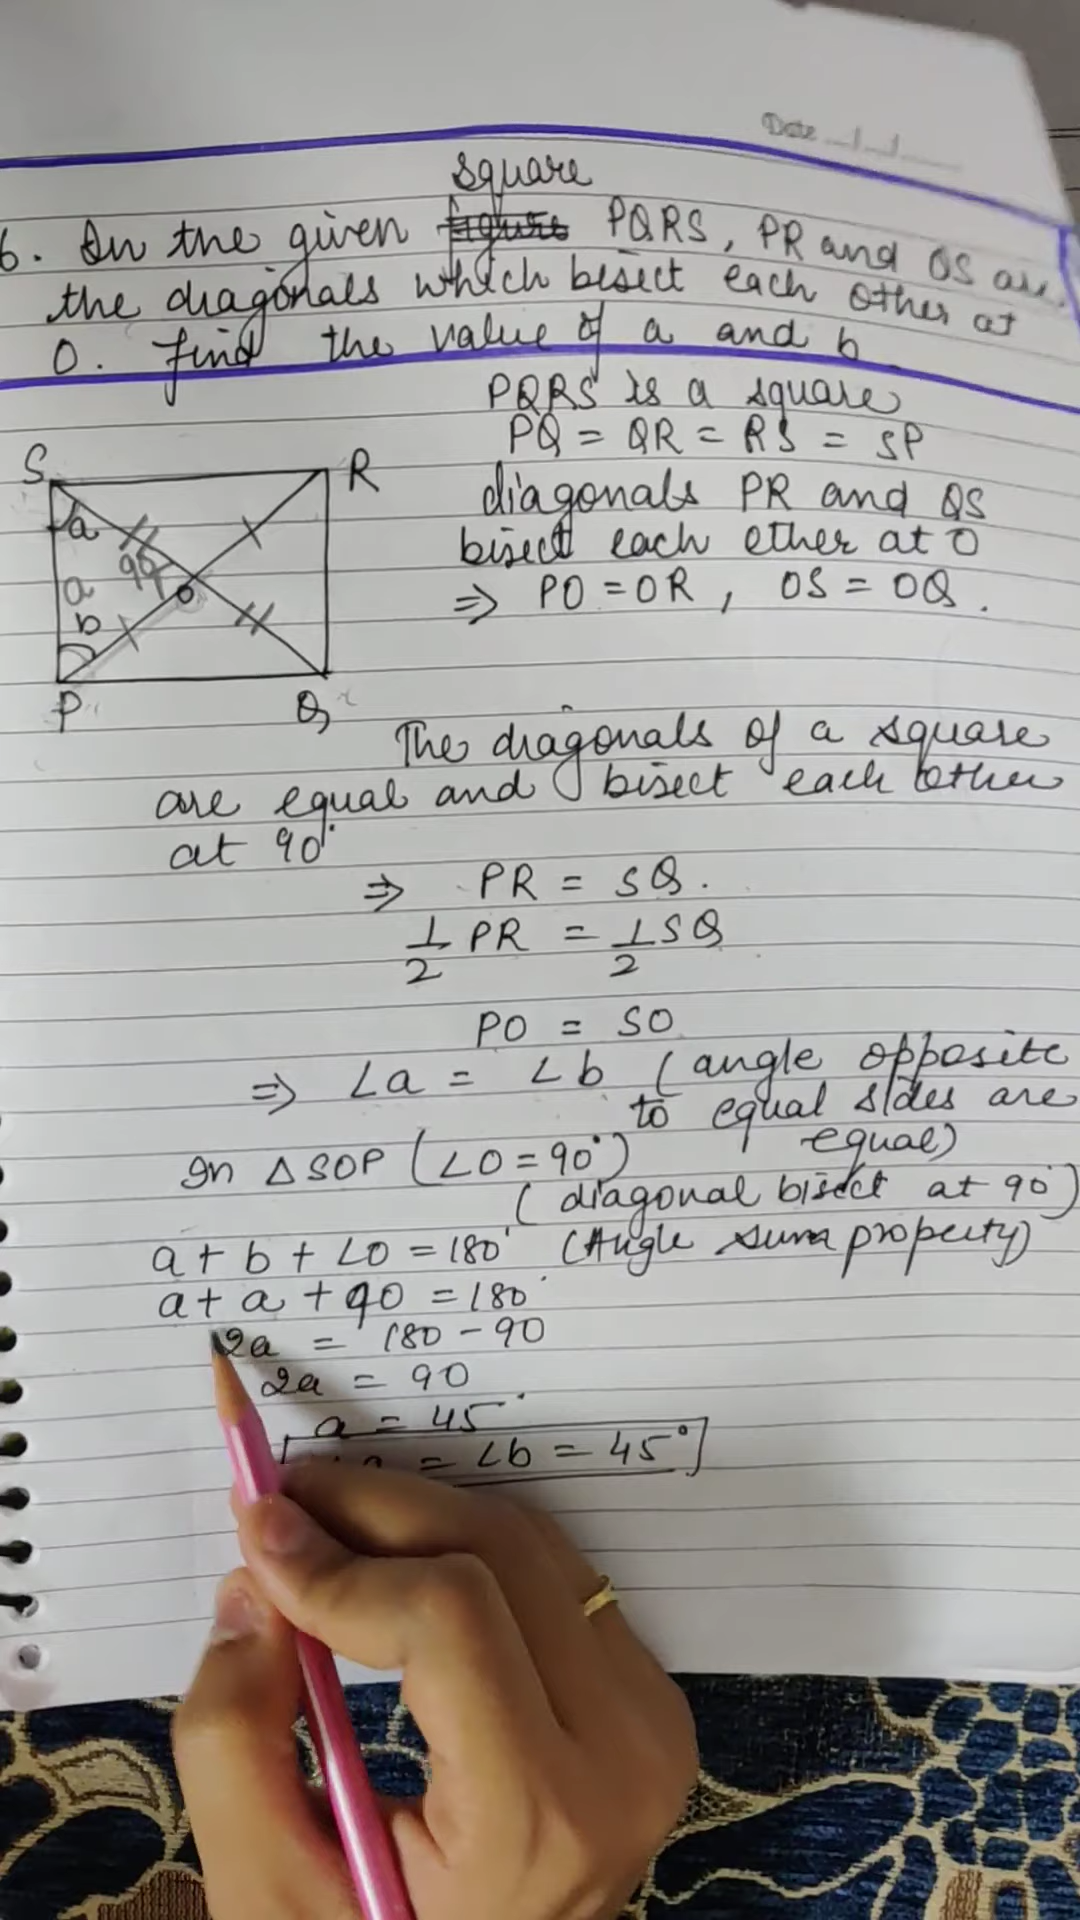 Date
square
6. In the given figure PQRS, PR and QS are
the diagonals which bisect each other at
O. find the value of a and b
PQRS is a square
PQ = QR = RS = SP
diagonals PR and QS
bisect each other at O
⇒ PO = OR, OS = OQ.
S
R
a
90
O
a
b
P
Q
The diagonals of a square
are equal and bisect each other
at 90°
⇒ PR = SQ.
1/2 PR = 1/2 SQ
PO = SO
⇒ ∠a = ∠b (angle opposite
to equal sides are
equal)
In ΔSOP (∠O = 90°)
(diagonal bisect at 90°)
a + b + ∠O = 180° (Angle sum property)
a + a + 90 = 180°
2a = 180 - 90
2a = 90
a = 45°
= ∠b = 45°